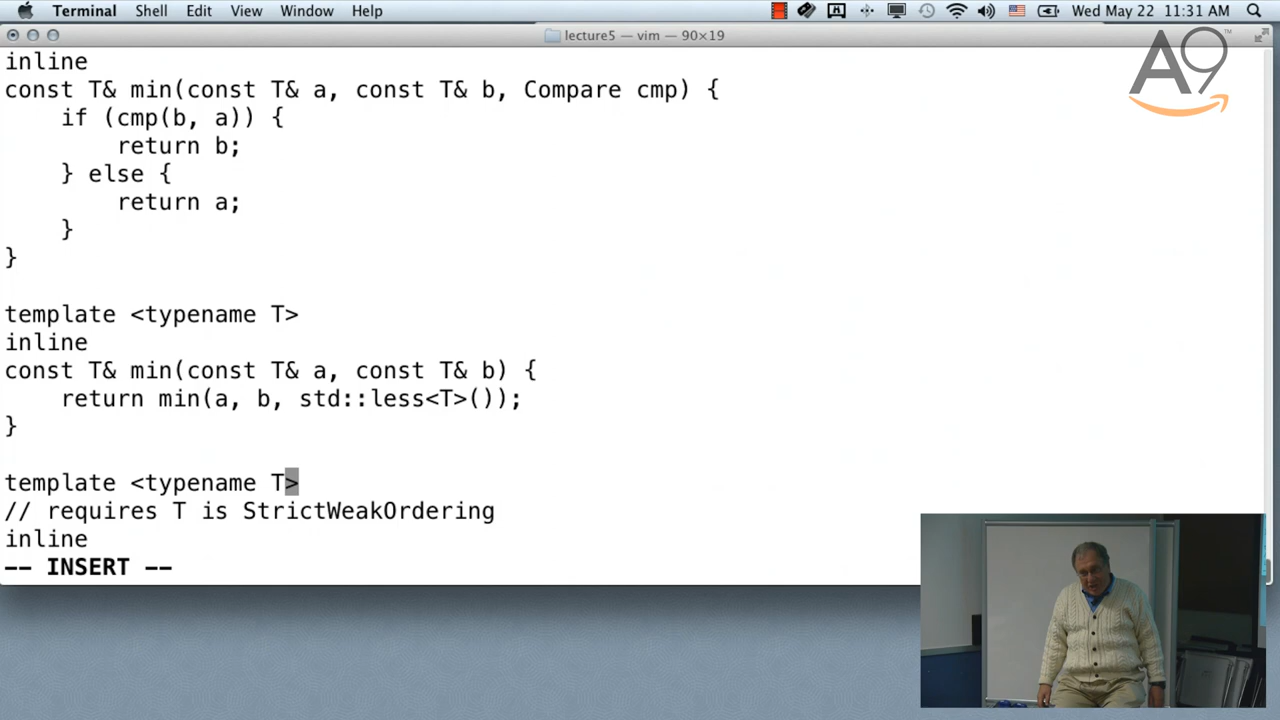 Terminal Shell Edit View Window Help Wed May 22 11:31 AM
lecture5 — vim — 90×19
A9™
inline
const T& min(const T& a, const T& b, Compare cmp) {
    if (cmp(b, a)) {
        return b;
    } else {
        return a;
    }
}
template <typename T>
inline
const T& min(const T& a, const T& b) {
    return min(a, b, std::less<T>());
}
template <typename T>
// requires T is StrictWeakOrdering
inline
-- INSERT --